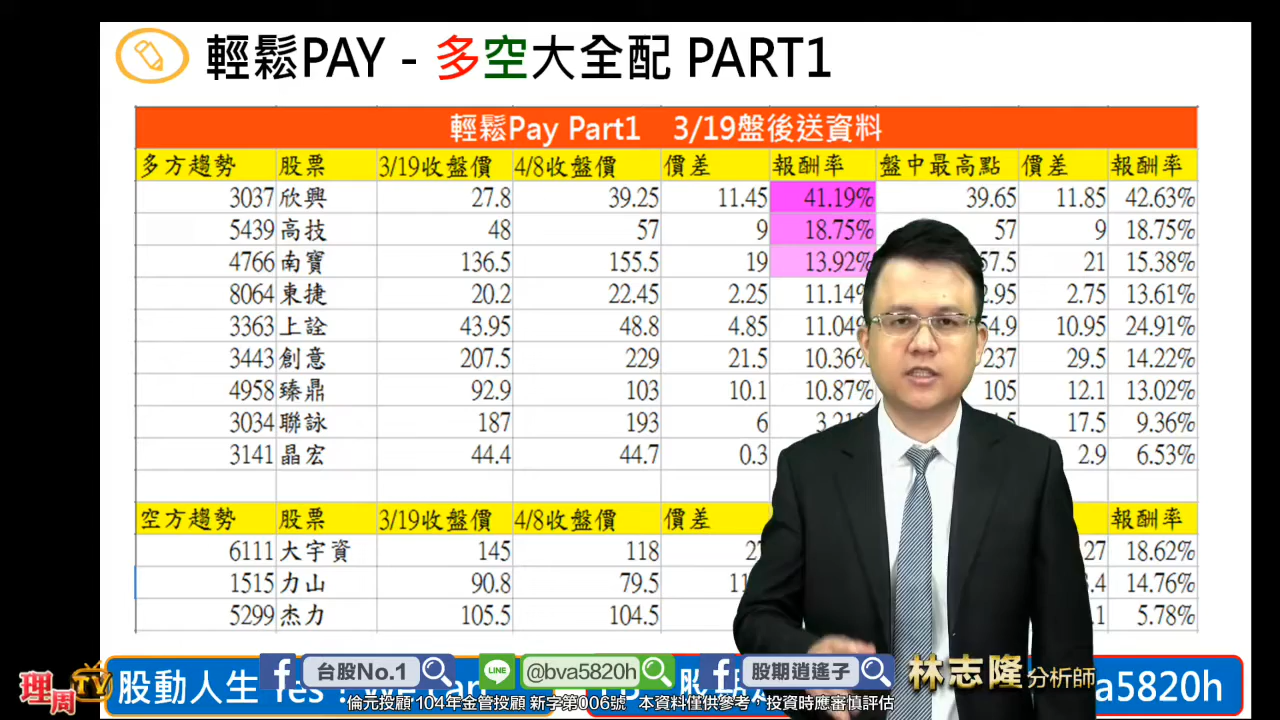 輕鬆PAY - 多空大全配 PART1
輕鬆Pay Part1 3/19盤後送資料
多方趨勢 股票 3/19收盤價 4/8收盤價 價差 報酬率 盤中最高點 價差 報酬率
3037 欣興 27.8 39.25 11.45 41.19% 39.65 11.85 42.63%
5439 高技 48 57 9 18.75% 57 9 18.75%
4766 南寶 136.5 155.5 19 13.92% 21 15.38%
8064 東捷 20.2 22.45 2.25 11.14% 2.75 13.61%
3363 上詮 43.95 48.8 4.85 11.04% 10.95 24.91%
3443 創意 207.5 229 21.5 10.36% 237 29.5 14.22%
4958 臻鼎 92.9 103 10.1 10.87% 105 12.1 13.02%
3034 聯詠 187 193 6 17.5 9.36%
3141 晶宏 44.4 44.7 0.3 2.9 6.53%
空方趨勢 股票 3/19收盤價 4/8收盤價 價差 報酬率
6111 大宇資 145 118 27 18.62%
1515 力山 90.8 79.5 14.76%
5299 杰力 105.5 104.5 5.78%
理周TV 股動人生 Yes!
台股No.1 LINE @bva5820h 股期逍遙子 林志隆 分析師
倫元投顧 104年金管投顧 新字第006號 本資料僅供參考，投資時應審慎評估